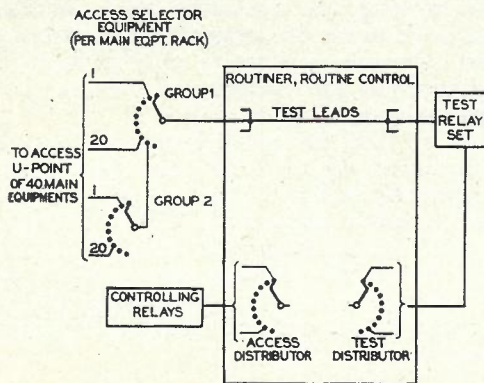 ACCESS SELECTOR
EQUIPMENT
(PER MAIN EQPT. RACK)
1
GROUP 1
20
TO ACCESS
U-POINT
OF 40 MAIN
EQUIPMENTS
1
GROUP 2
20
ROUTINER, ROUTINE CONTROL
TEST LEADS
TEST
RELAY
SET
CONTROLLING
RELAYS
ACCESS
DISTRIBUTOR
TEST
DISTRIBUTOR